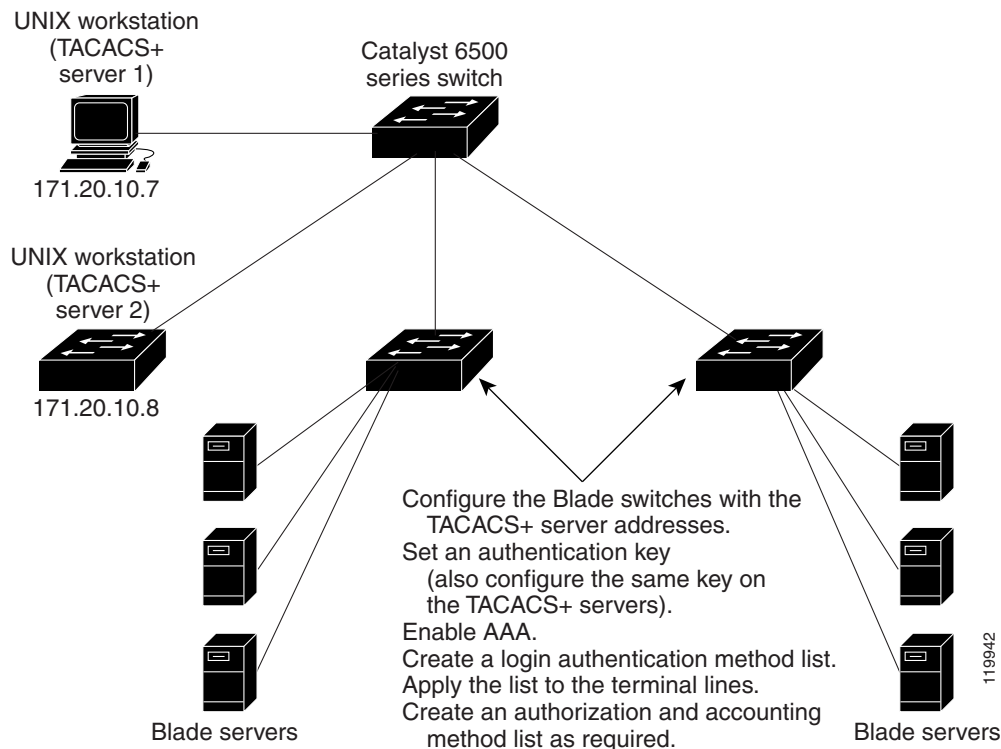 UNIX workstation
(TACACS+
server 1)
Catalyst 6500
series switch
171.20.10.7
UNIX workstation
(TACACS+
server 2)
171.20.10.8
Configure the Blade switches with the
TACACS+ server addresses.
Set an authentication key
(also configure the same key on
the TACACS+ servers).
Enable AAA.
Create a login authentication method list.
Apply the list to the terminal lines.
Create an authorization and accounting
method list as required.
Blade servers
Blade servers
119942